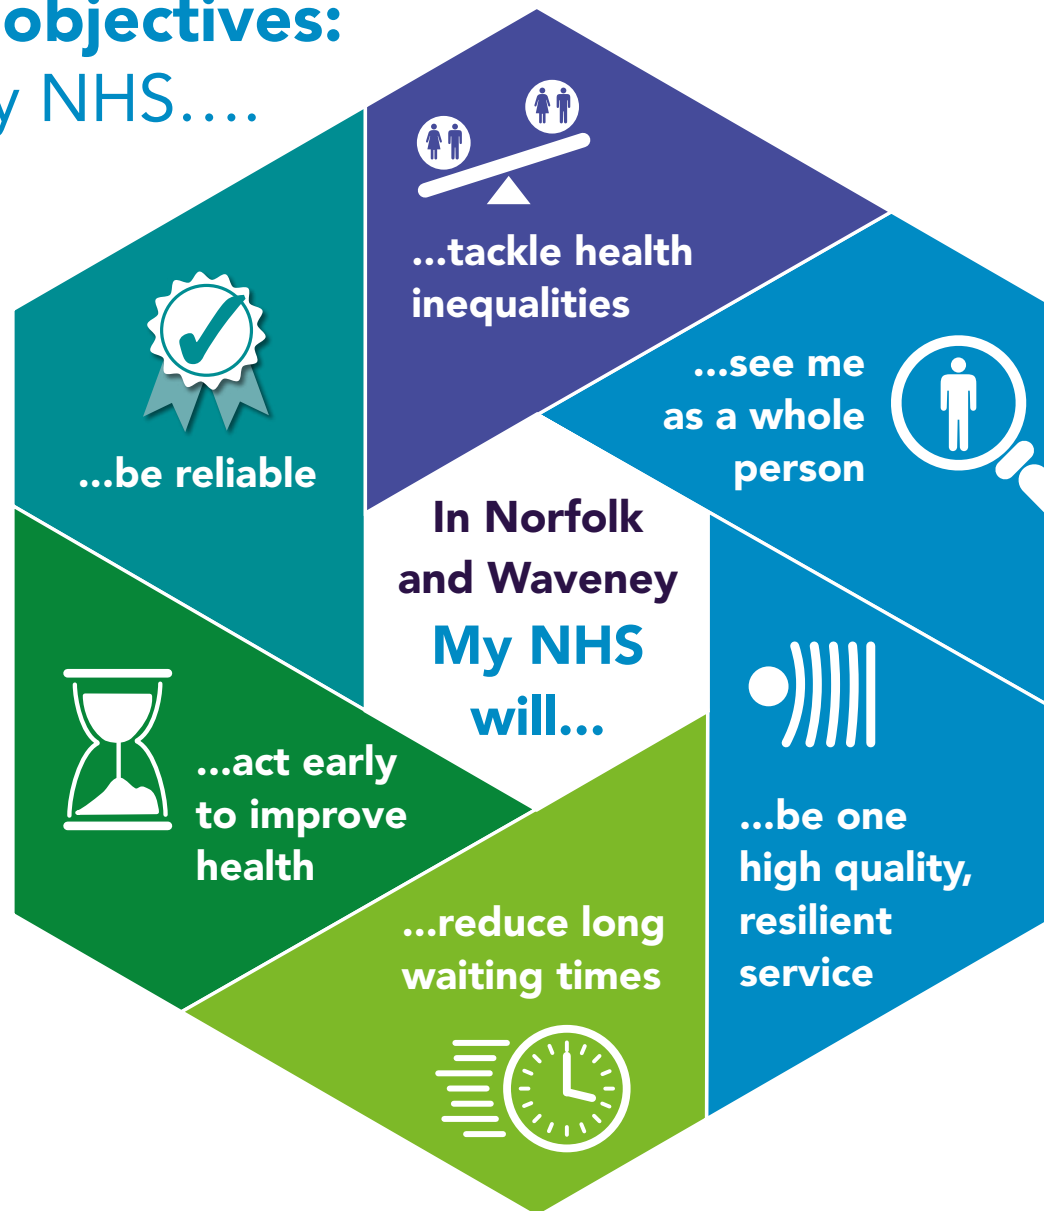 objectives:
y NHS….
...tackle health
inequalities
...see me
as a whole
person
...be reliable
In Norfolk
and Waveney
My NHS
will...
...act early
to improve
health
...be one
high quality,
resilient
service
...reduce long
waiting times